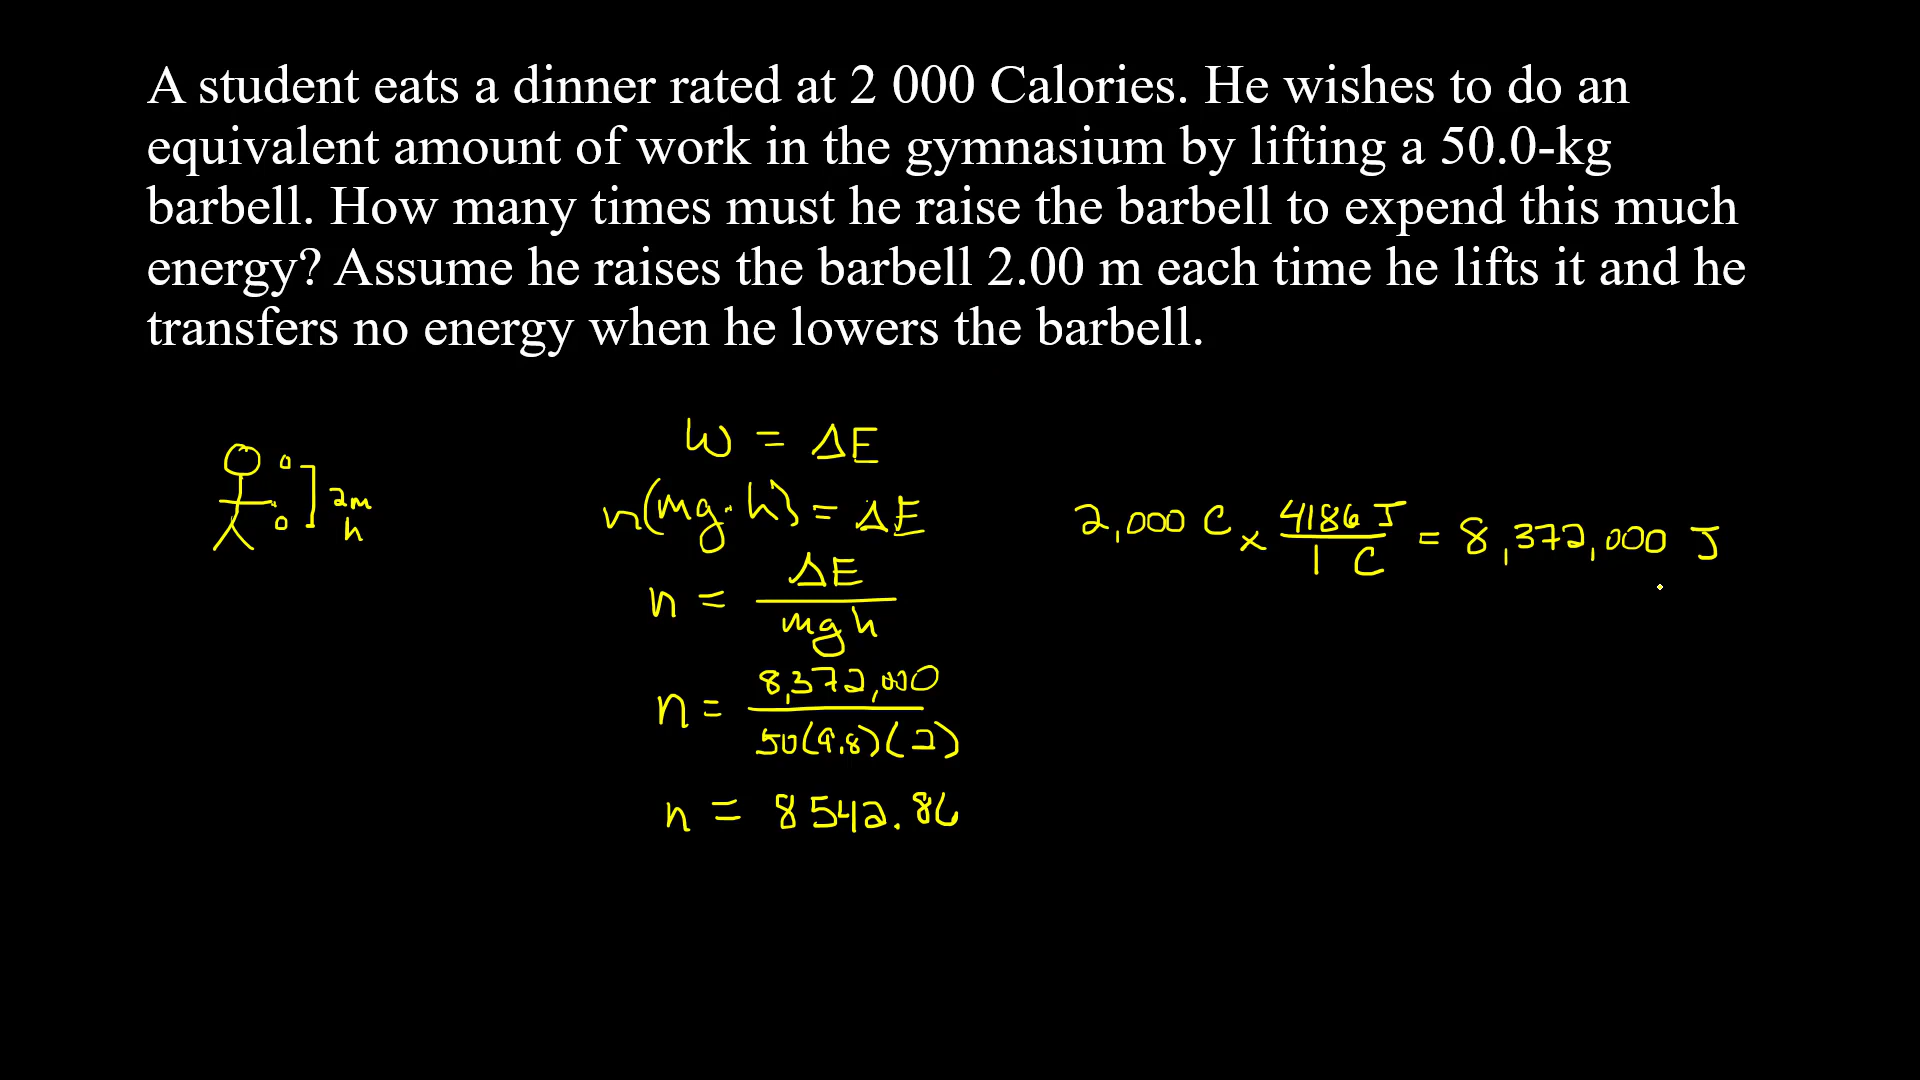 A student eats a dinner rated at 2 000 Calories. He wishes to do an
equivalent amount of work in the gymnasium by lifting a 50.0-kg
barbell. How many times must he raise the barbell to expend this much
energy? Assume he raises the barbell 2.00 m each time he lifts it and he
transfers no energy when he lowers the barbell.
2m
h
W = ΔE
n(mg·h) = ΔE
n = ΔE / mgh
n = 8,372,000 / 50(9.8)(2)
n = 8542.86
2,000 C x 4186 J / 1 C = 8,372,000 J